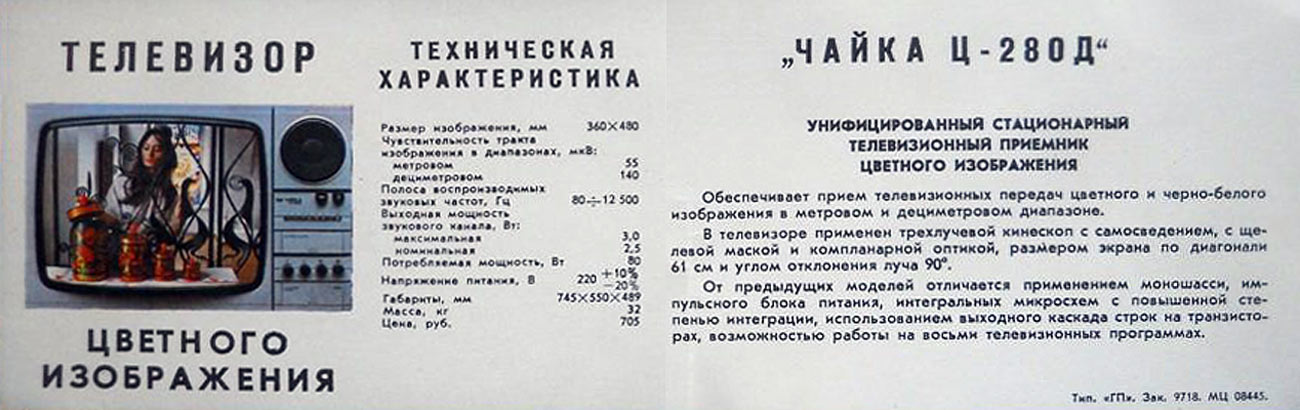 ТЕЛЕВИЗОР
ЦВЕТНОГО
ИЗОБРАЖЕНИЯ
ТЕХНИЧЕСКАЯ
ХАРАКТЕРИСТИКА
Размер изображения, мм 360×480
Чувствительность тракта
изображения в диапазонах, мкВ:
метровом 55
дециметровом 140
Полоса воспроизводимых
звуковых частот, Гц 80÷12 500
Выходная мощность
звукового канала, Вт:
максимальная 3,0
номинальная 2,5
Потребляемая мощность, Вт 80
Напряжение питания, В 220 +10% −20%
Габариты, мм 745×550×489
Масса, кг 32
Цена, руб. 705
„ЧАЙКА Ц-280Д“
УНИФИЦИРОВАННЫЙ СТАЦИОНАРНЫЙ
ТЕЛЕВИЗИОННЫЙ ПРИЕМНИК
ЦВЕТНОГО ИЗОБРАЖЕНИЯ
Обеспечивает прием телевизионных передач цветного и черно-белого
изображения в метровом и дециметровом диапазоне.
В телевизоре применен трехлучевой кинескоп с самосведением, с ще-
левой маской и компланарной оптикой, размером экрана по диагонали
61 см и углом отклонения луча 90°.
От предыдущих моделей отличается применением моношасси, им-
пульсного блока питания, интегральных микросхем с повышенной сте-
пенью интеграции, использованием выходного каскада строк на транзисто-
рах, возможностью работы на восьми телевизионных программах.
Тип. «ГП». Зак. 9718. МЦ 08445.